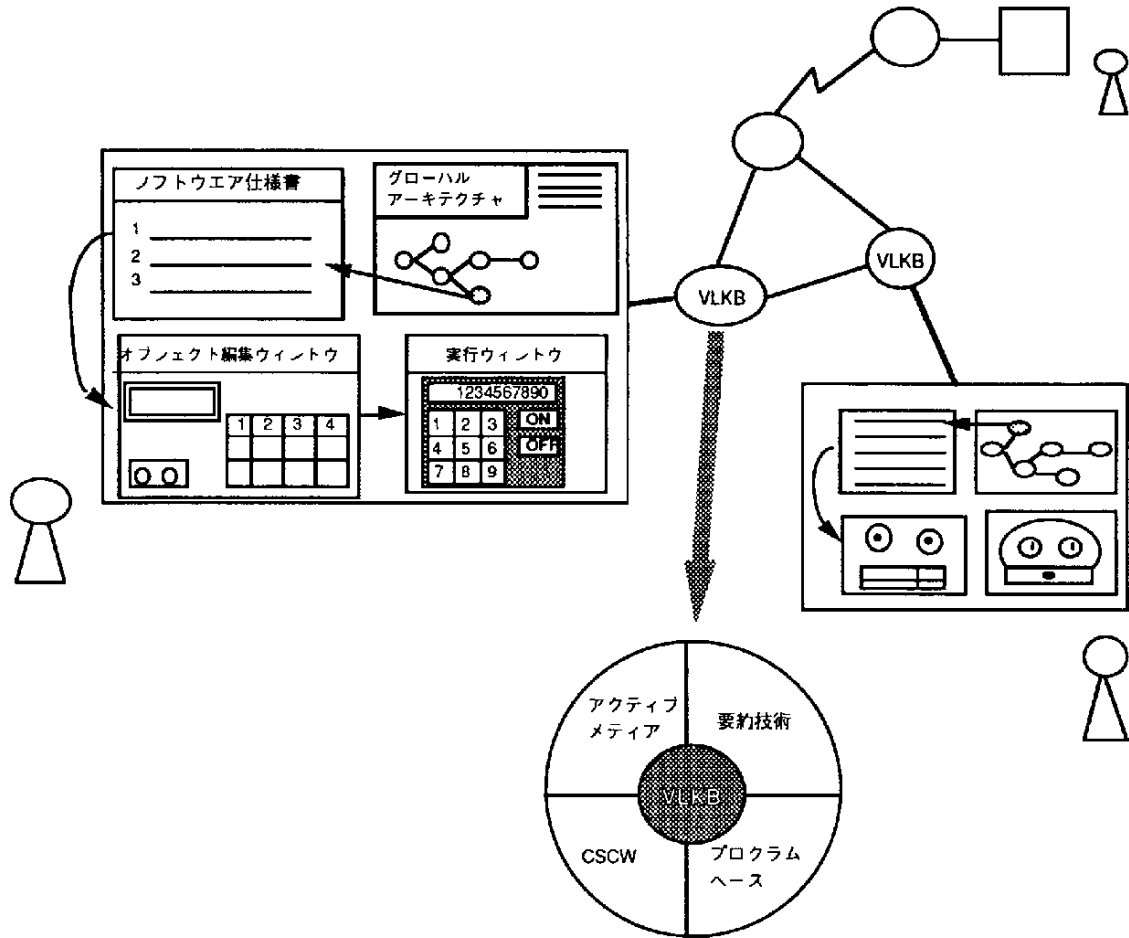 ソフトウエア仕様書
1
2
3
グローバル
アーキテクチャ
VLKB
VLKB
オブジェクト編集ウィンドウ
1 2 3 4
実行ウィンドウ
1234567890
1 2 3
ON
4 5 6
OFF
7 8 9
アクティブ
メディア
要約技術
VLKB
CSCW
プログラム
ベース